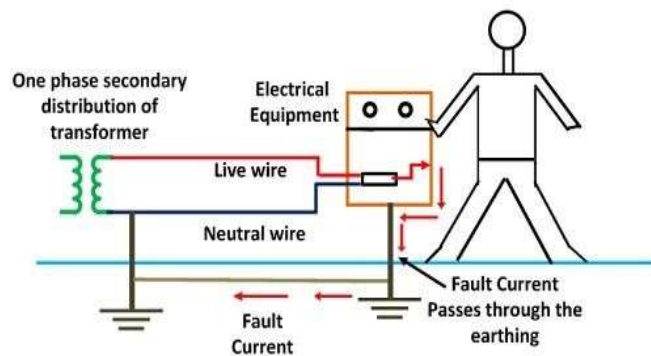 One phase secondary
distribution of
transformer
Electrical
Equipment
Live wire
Neutral wire
Fault
Current
Fault Current
Passes through the
earthing